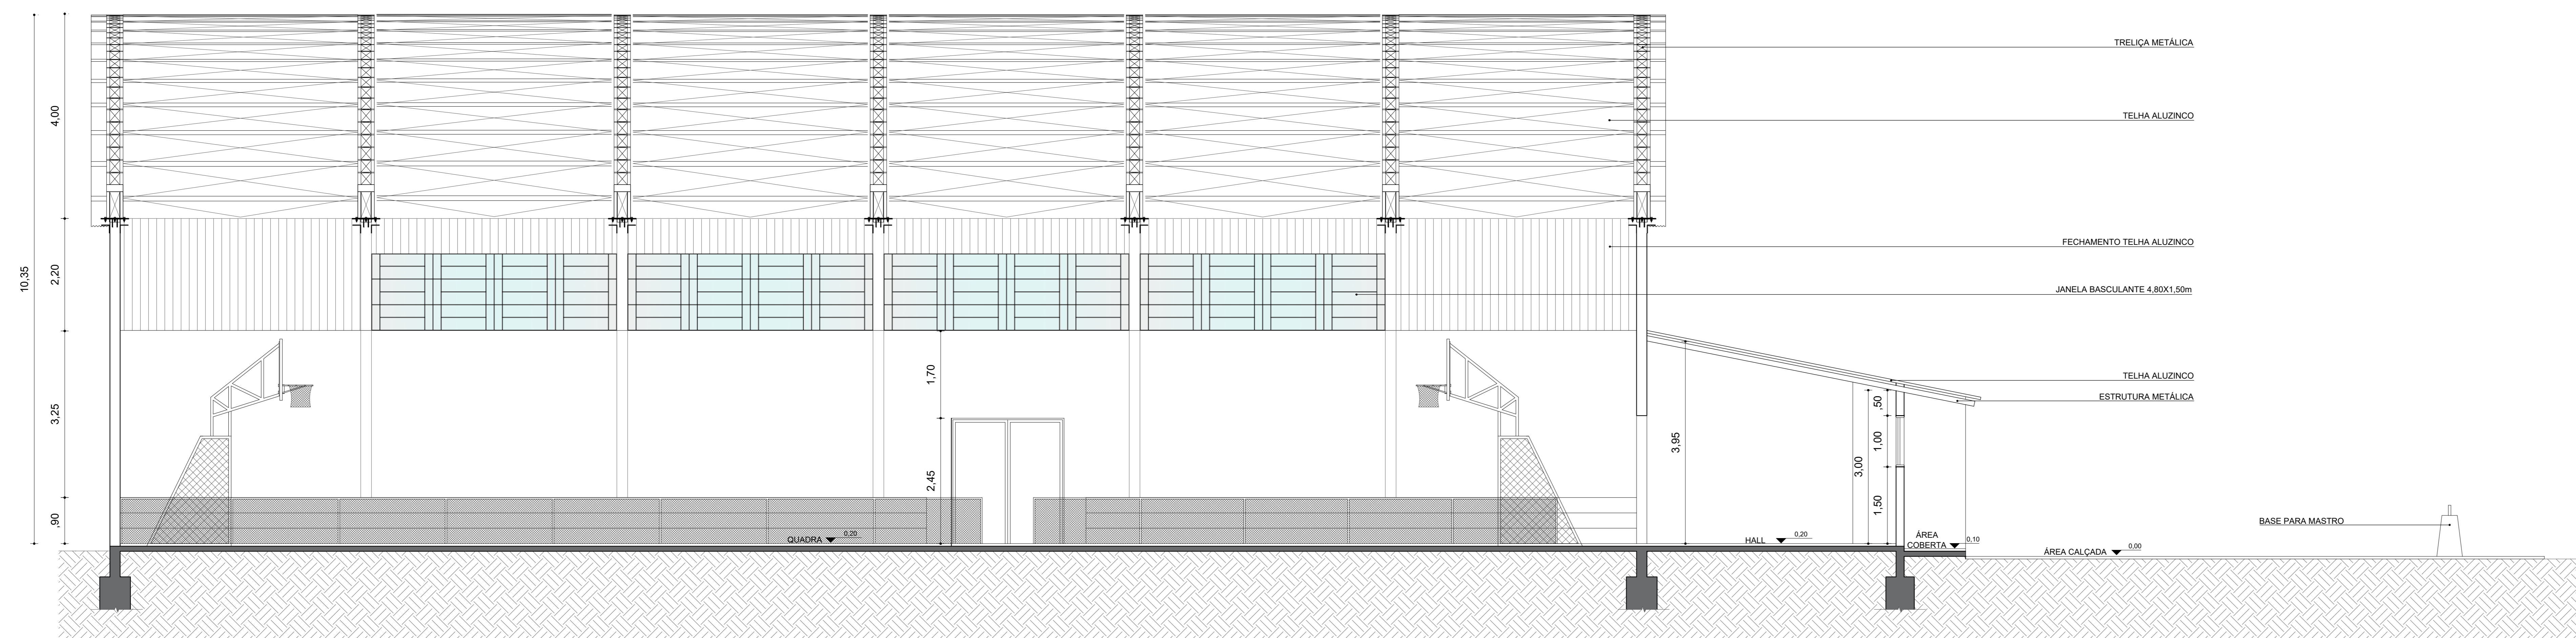 TRELIÇA METÁLICA
TELHA ALUZINCO
FECHAMENTO TELHA ALUZINCO
JANELA BASCULANTE 4,80X1,50m
TELHA ALUZINCO
ESTRUTURA METÁLICA
10,35
4,00
2,20
3,25
,90
1,70
2,45
3,95
3,00
,50
1,00
1,50
QUADRA
0,20
HALL
0,20
ÁREA
COBERTA
0,10
ÁREA CALÇADA
0,00
BASE PARA MASTRO